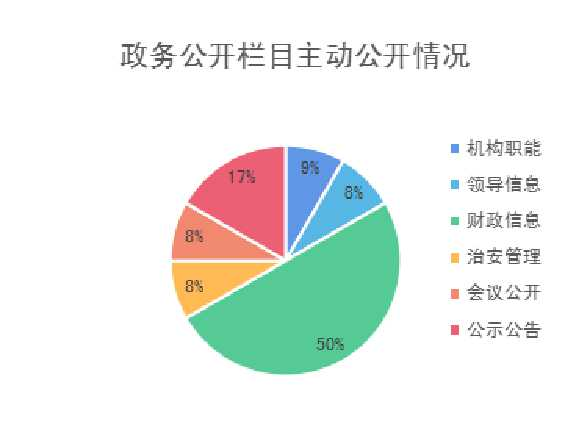 政务公开栏目主动公开情况
9%
8%
17%
8%
8%
50%
机构职能
领导信息
财政信息
治安管理
会议公开
公示公告